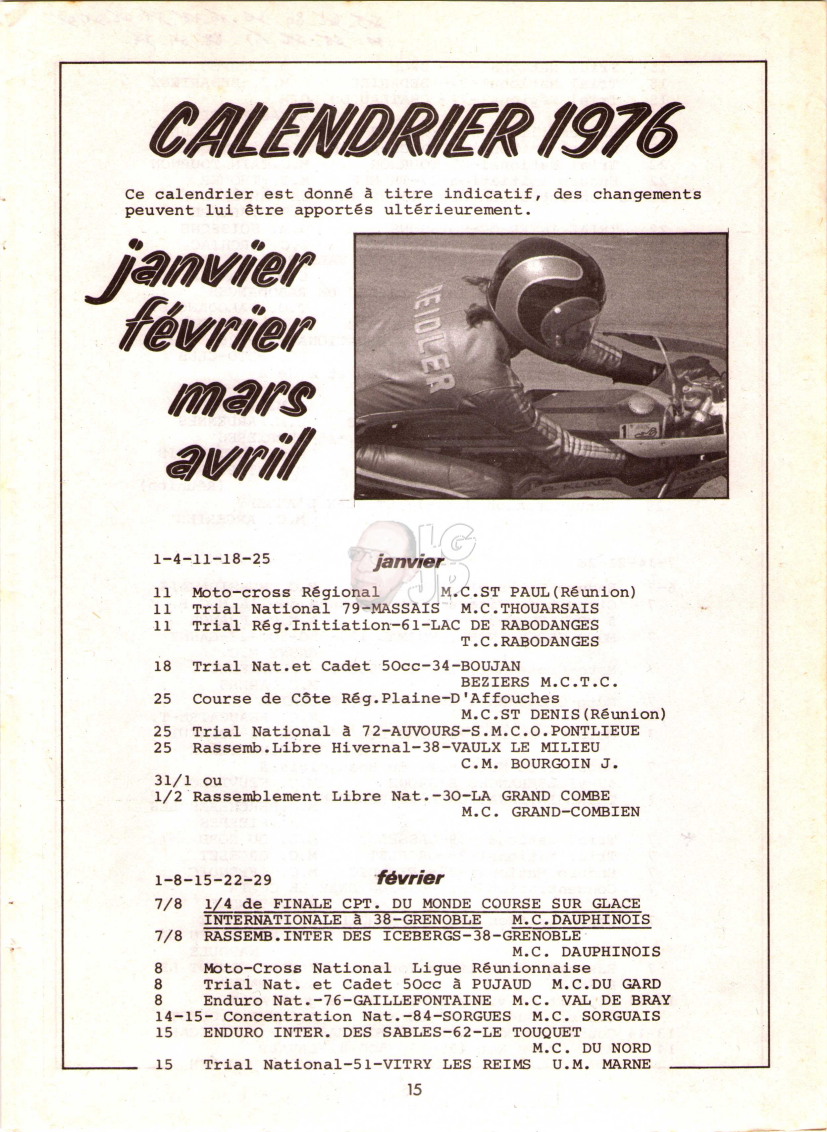 CALENDRIER 1976
Ce calendrier est donné à titre indicatif, des changements
peuvent lui être apportés ultérieurement.
janvier
février
mars
avril
HEIDLER
1
LG
JP
1-4-11-18-25 janvier
11 Moto-cross Régional M.C.ST PAUL(Réunion)
11 Trial National 79-MASSAIS M.C.THOUARSAIS
11 Trial Rég.Initiation-61-LAC DE RABODANGES
T.C.RABODANGES
18 Trial Nat.et Cadet 50cc-34-BOUJAN
BEZIERS M.C.T.C.
25 Course de Côte Rég.Plaine-D'Affouches
M.C.ST DENIS(Réunion)
25 Trial National à 72-AUVOURS-S.M.C.O.PONTLIEUE
25 Rassemb.Libre Hivernal-38-VAULX LE MILIEU
C.M. BOURGOIN J.
31/1 ou
1/2 Rassemblement Libre Nat.-30-LA GRAND COMBE
M.C. GRAND-COMBIEN
1-8-15-22-29 février
7/8 1/4 de FINALE CPT. DU MONDE COURSE SUR GLACE
INTERNATIONALE à 38-GRENOBLE M.C.DAUPHINOIS
7/8 RASSEMB.INTER DES ICEBERGS-38-GRENOBLE
M.C. DAUPHINOIS
8 Moto-Cross National Ligue Réunionnaise
8 Trial Nat. et Cadet 50cc à PUJAUD M.C.DU GARD
8 Enduro Nat.-76-GAILLEFONTAINE M.C. VAL DE BRAY
14-15- Concentration Nat.-84-SORGUES M.C. SORGUAIS
15 ENDURO INTER. DES SABLES-62-LE TOUQUET
M.C. DU NORD
15 Trial National-51-VITRY LES REIMS U.M. MARNE
15